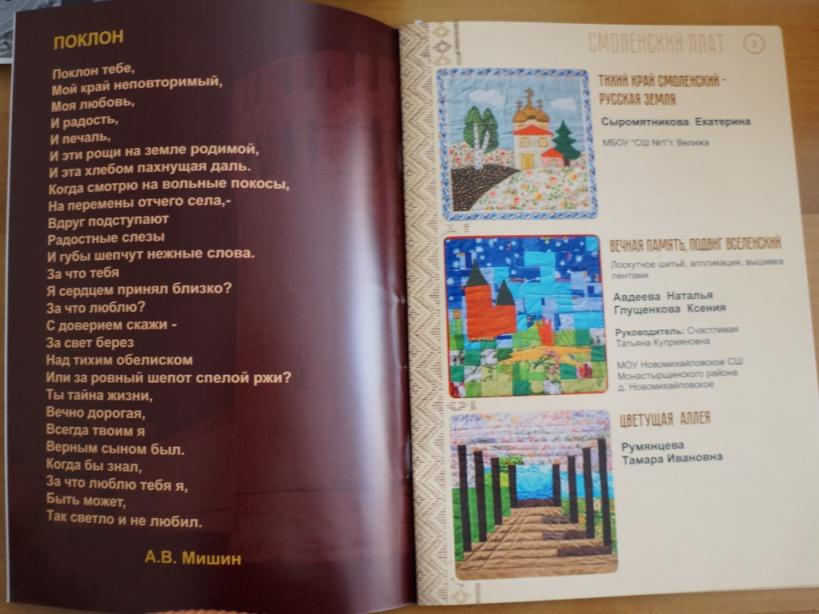 ПОКЛОН
Поклон тебе,
Мой край неповторимый,
Моя любовь,
И радость,
И печаль,
И эти рощи на земле родимой,
И эта хлебом пахнущая даль.
Когда смотрю на вольные покосы,
На перемены отчего села,-
Вдруг подступают
Радостные слезы
И губы шепчут нежные слова.
За что тебя
Я сердцем принял близко?
За что люблю?
С доверием скажи -
За свет берез
Над тихим обелиском
Или за ровный шепот спелой ржи?
Ты тайна жизни,
Вечно дорогая,
Всегда твоим я
Верным сыном был.
Когда бы знал,
За что люблю тебя я,
Быть может,
Так светло и не любил.
А.В. Мишин
СМОЛЕНСКИЙ ПЛАТ
3
ТИХИЙ КРАЙ СМОЛЕНСКИЙ -
РУССКАЯ ЗЕМЛЯ
Сыромятникова Екатерина
МБОУ "СШ №1"г. Велижа
ВЕЧНАЯ ПАМЯТЬ, ПОДВИГ ВСЕЛЕНСКИЙ
Лоскутное шитьё, аппликация, вышивка
лентами
Авдеева Наталья
Глущенкова Ксения
Руководитель: Счастливая
Татьяна Куприяновна
МОУ Новомихайловское СШ
Монастырщинского района
д. Новомихайловское
ЦВЕТУЩАЯ АЛЛЕЯ
Румянцева
Тамара Ивановна